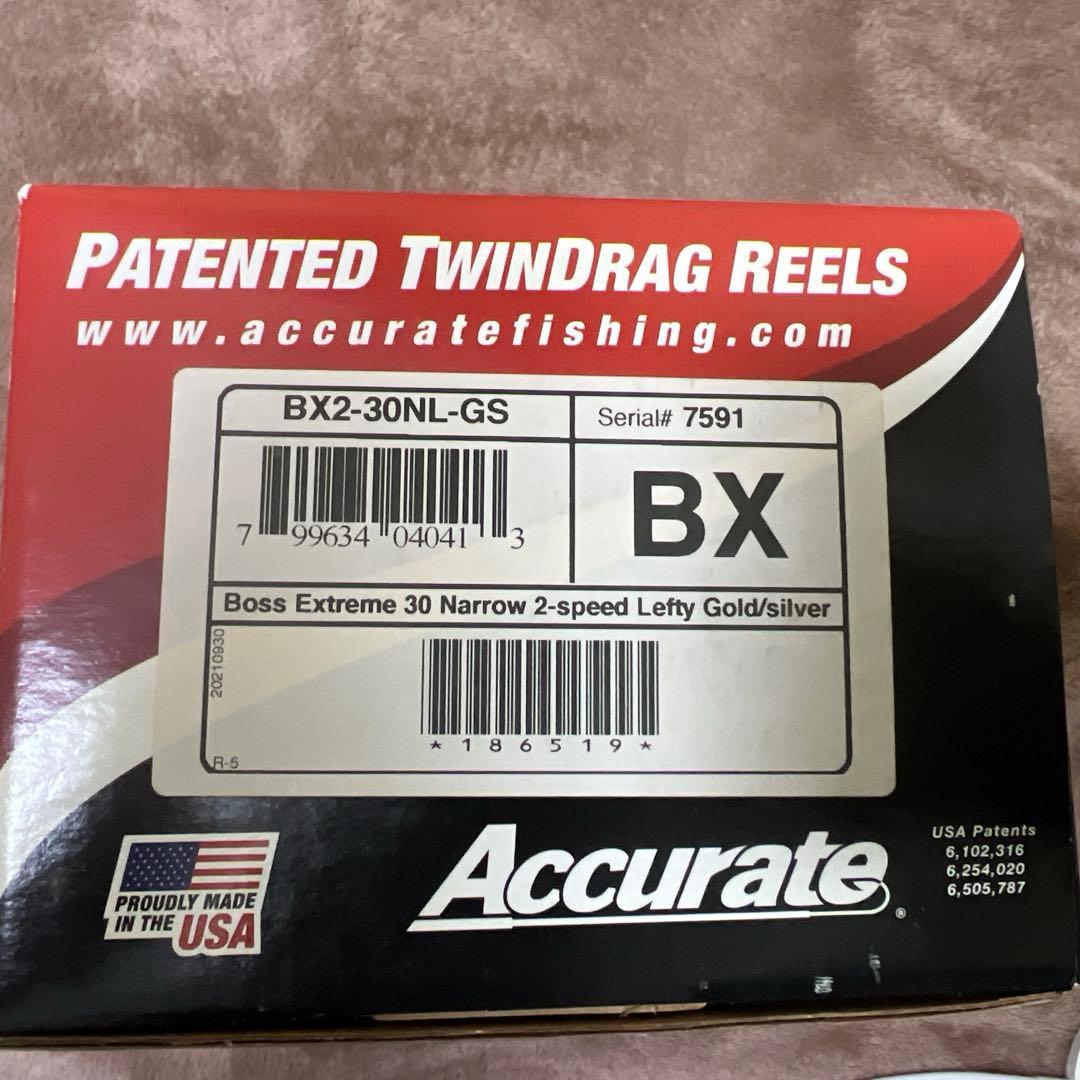 PATENTED TWINDRAG REELS
www.accuratefishing.com
BX2-30NL-GS
Serial# 7591
7 99634 04041 3
BX
Boss Extreme 30 Narrow 2-speed Lefty Gold/silver
20210930
*186519*
R-5
PROUDLY MADE
IN THE USA
Accurate®
USA Patents
6,102,316
6,254,020
6,505,787